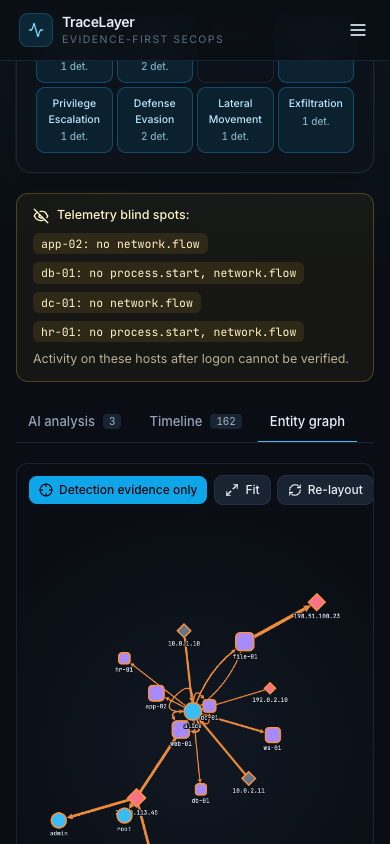 TraceLayer
EVIDENCE-FIRST SECOPS
1 det.
2 det.
1 det.
Privilege Escalation
1 det.
Defense Evasion
2 det.
Lateral Movement
1 det.
Exfiltration
1 det.
Telemetry blind spots:
app-02: no network.flow
db-01: no process.start, network.flow
dc-01: no network.flow
hr-01: no process.start, network.flow
Activity on these hosts after logon cannot be verified.
AI analysis 3
Timeline 162
Entity graph
Detection evidence only
Fit
Re-layout
198.51.100.23
10.0.1.10
file-01
hr-01
app-02
192.0.2.10
web-01
ws-01
10.0.2.11
db-01
admin
root